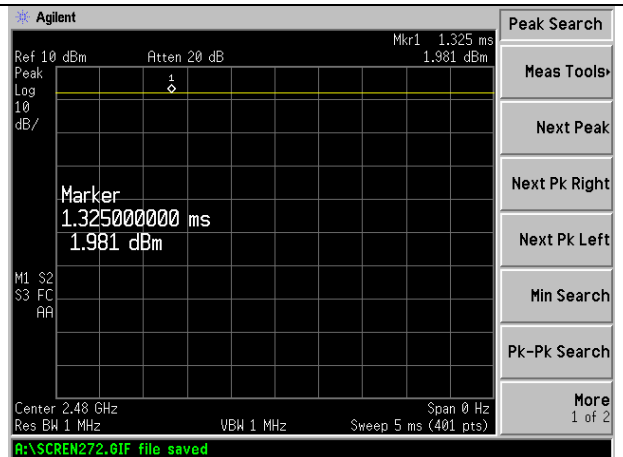 Agilent
Peak Search
Mkr1 1.325 ms
Ref 10 dBm Atten 20 dB 1.981 dBm
Peak
Log
10
dB/
1
Meas Tools
Next Peak
Next Pk Right
Marker
1.325000000 ms
1.981 dBm
Next Pk Left
M1 S2
S3 FC
AA
Min Search
Pk-Pk Search
Center 2.48 GHz Span 0 Hz
Res BW 1 MHz VBW 1 MHz Sweep 5 ms (401 pts)
More
1 of 2
A:\SCREN272.GIF file saved